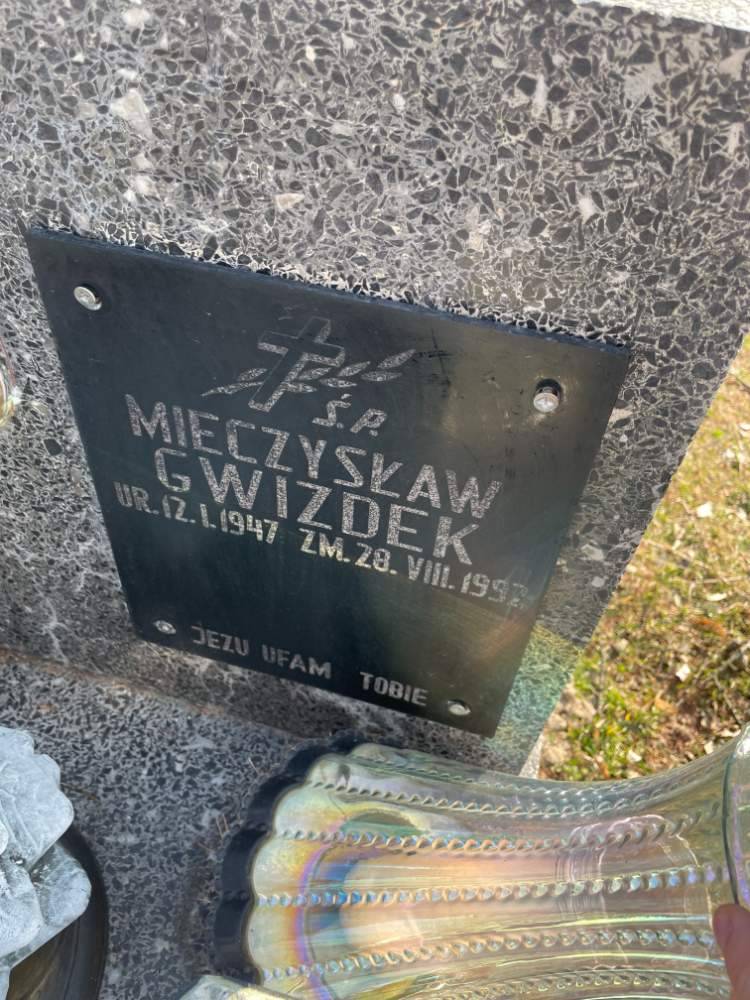 Ś.P.
MIECZYSŁAW
GWIZDEK
UR.12.I.1947 ZM.28.VIII.1992
JEZU UFAM TOBIE